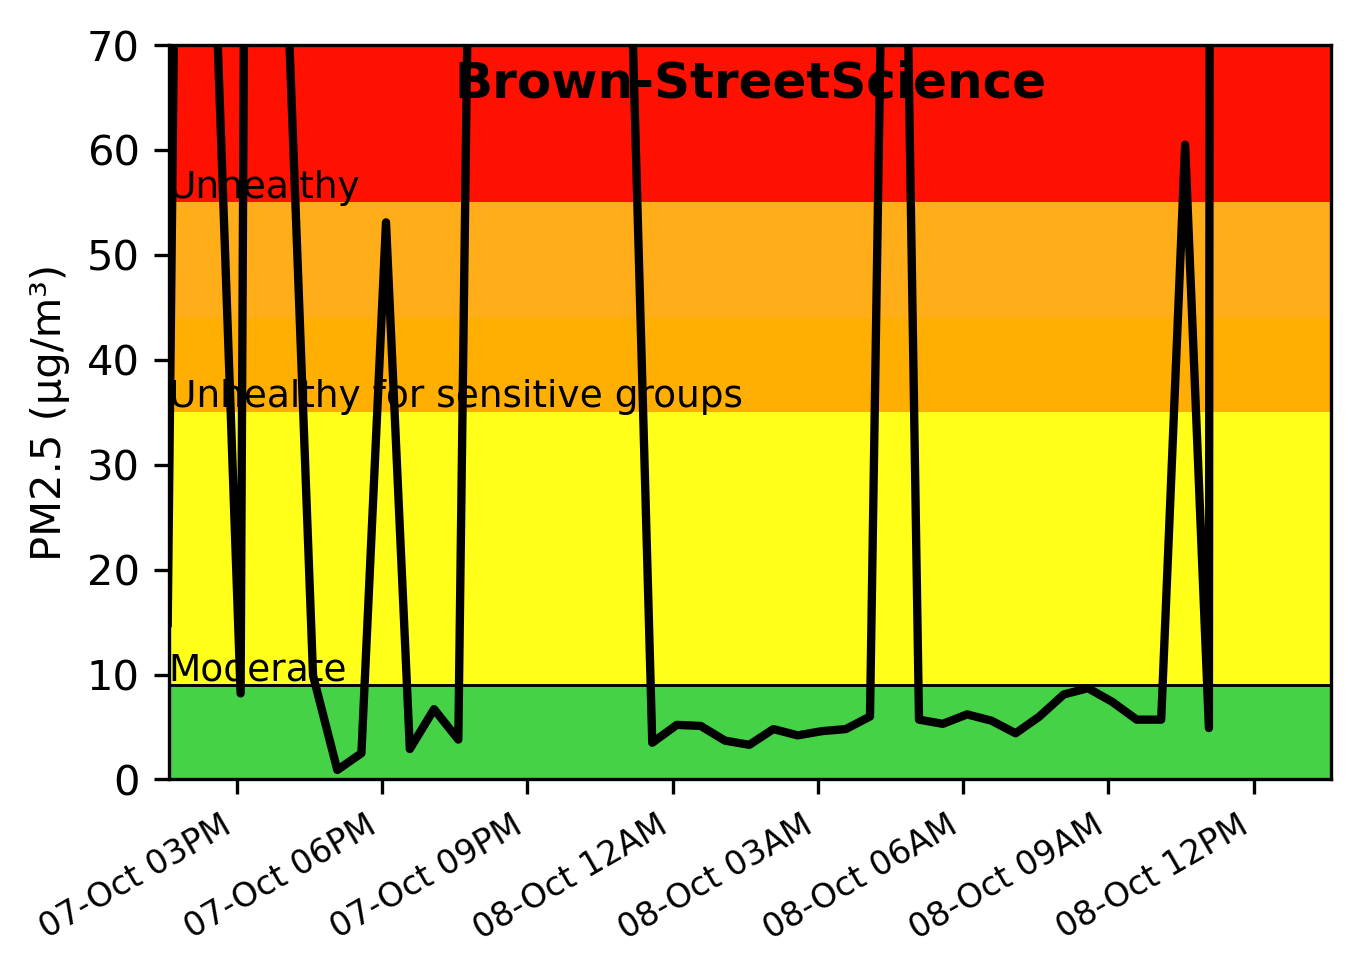 Brown-StreetScience
70
60
50
40
30
20
10
0
PM2.5 (µg/m³)
Unhealthy
Unhealthy for sensitive groups
Moderate
07-Oct 03PM
07-Oct 06PM
07-Oct 09PM
08-Oct 12AM
08-Oct 03AM
08-Oct 06AM
08-Oct 09AM
08-Oct 12PM